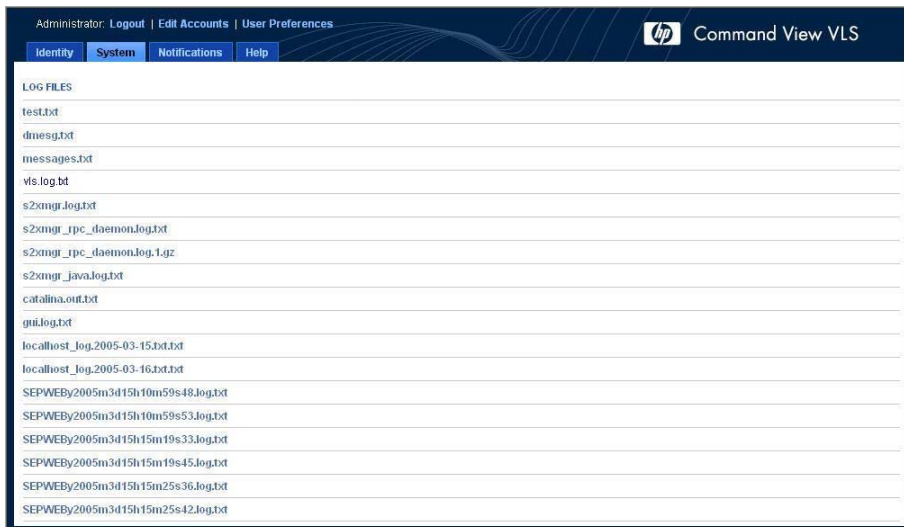 Administrator: Logout | Edit Accounts | User Preferences
hp Command View VLS
Identity System Notifications Help
LOG FILES
test.txt
dmesg.txt
messages.txt
vls.log.txt
s2xmgr.log.txt
s2xmgr_rpc_daemon.log.txt
s2xmgr_rpc_daemon.log.1.gz
s2xmgr_java.log.txt
catalina.out.txt
gui.log.txt
localhost_log.2005-03-15.txt.txt
localhost_log.2005-03-16.txt.txt
SEPWEBy2005m3d15h10m59s48.log.txt
SEPWEBy2005m3d15h10m59s53.log.txt
SEPWEBy2005m3d15h15m19s33.log.txt
SEPWEBy2005m3d15h15m19s45.log.txt
SEPWEBy2005m3d15h15m25s36.log.txt
SEPWEBy2005m3d15h15m25s42.log.txt